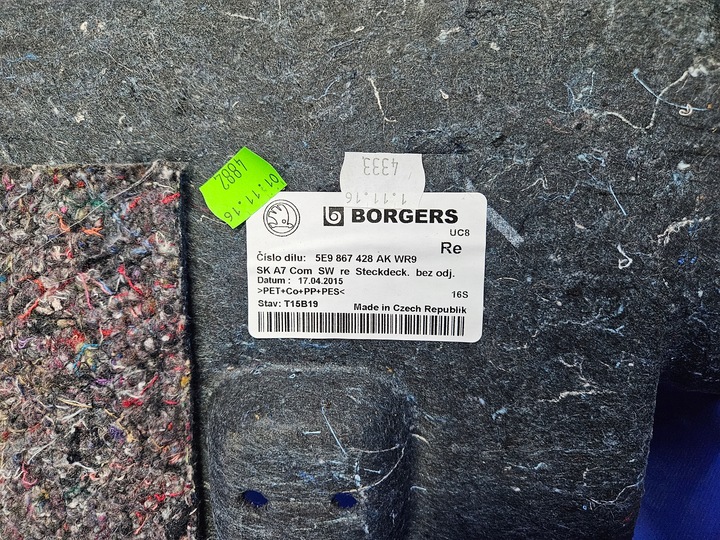 4882
01:11.16
4333
1.11.16
BORGERS
UC8
Re
Číslo dílu: 5E9 867 428 AK WR9
SK A7 Com SW re Steckdeck. bez odj.
Datum : 17.04.2015
>PET+Co+PP+PES<
16S
Stav: T15B19
Made in Czech Republik